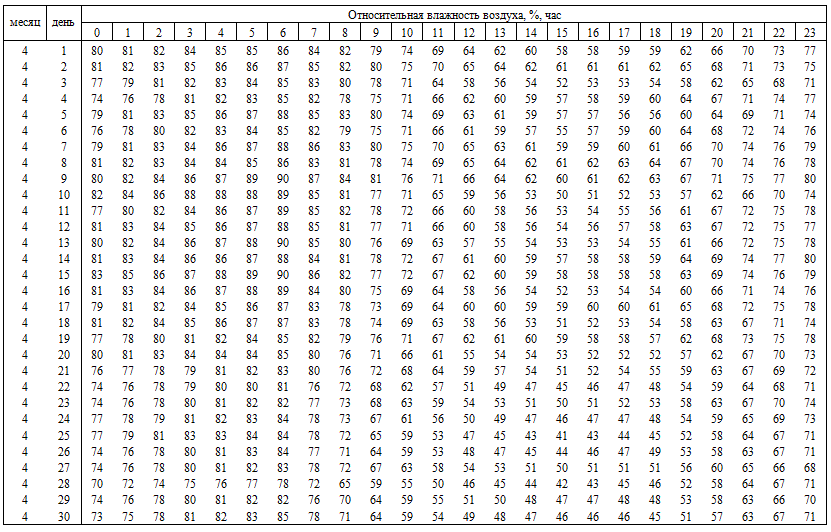 месяц день Относительная влажность воздуха, %, час
0 1 2 3 4 5 6 7 8 9 10 11 12 13 14 15 16 17 18 19 20 21 22 23
4 1 80 81 82 84 85 85 86 84 82 79 74 69 64 62 60 58 58 59 59 62 66 70 73 77
4 2 81 82 83 85 86 86 87 85 82 80 75 70 65 64 62 61 61 61 62 65 68 71 73 75
4 3 77 79 81 82 83 84 85 83 80 78 71 64 58 56 54 52 53 53 54 58 62 65 68 71
4 4 74 76 78 81 82 83 85 82 78 75 71 66 62 60 59 57 58 59 60 64 67 71 74 77
4 5 79 81 83 85 86 87 88 85 83 80 74 69 63 61 59 57 57 56 56 60 64 69 71 74
4 6 76 78 80 82 83 84 85 82 79 75 71 66 61 59 57 55 57 59 60 64 68 72 74 76
4 7 79 81 83 84 86 87 88 86 83 80 75 70 65 63 61 59 59 60 61 66 70 74 76 79
4 8 81 82 83 84 84 85 86 83 81 78 74 69 65 64 62 61 62 63 64 67 70 74 76 78
4 9 80 82 84 86 87 89 90 87 84 81 76 71 66 64 62 60 61 62 63 67 71 75 77 80
4 10 82 84 86 88 88 88 89 85 81 77 71 65 59 56 53 50 51 52 53 57 62 66 70 74
4 11 77 80 82 84 86 87 89 85 82 78 72 66 60 58 56 53 54 55 56 61 67 72 75 78
4 12 81 83 84 85 86 87 88 85 81 77 71 66 60 58 56 54 56 57 58 63 67 72 75 77
4 13 80 82 84 86 87 88 90 85 80 76 69 63 57 55 54 53 53 54 55 61 66 72 75 78
4 14 81 83 84 86 87 88 84 81 78 72 67 61 60 59 57 58 58 59 64 69 74 77 80
4 15 83 85 86 87 88 89 90 86 82 77 72 67 62 60 59 58 58 58 58 63 69 74 76 79
4 16 81 83 84 86 87 88 89 84 80 75 69 64 58 56 54 52 53 54 54 60 66 71 74 76
4 17 79 81 82 84 85 86 87 83 78 73 69 64 60 60 59 59 60 60 61 65 68 72 75 78
4 18 81 82 84 85 86 87 87 83 78 74 69 63 58 56 53 51 52 53 54 58 63 67 71 74
4 19 77 78 80 81 82 84 85 82 79 76 71 67 62 61 60 59 58 58 57 62 68 73 75 78
4 20 80 81 83 84 84 84 85 80 76 71 66 61 55 54 54 53 52 52 52 57 62 67 70 73
4 21 76 77 78 79 81 82 83 80 76 72 68 64 59 57 54 51 52 54 55 59 63 67 69 72
4 22 74 76 78 79 80 80 81 76 72 68 62 57 51 49 47 45 46 47 48 54 59 64 68 71
4 23 74 76 78 80 81 82 82 77 73 68 63 59 54 53 51 50 51 52 53 58 63 67 70 74
4 24 77 78 79 81 82 83 84 78 73 67 61 56 50 49 47 46 47 47 48 54 59 65 69 73
4 25 77 79 81 83 83 84 84 78 72 65 59 53 47 45 43 41 43 44 45 52 58 64 67 71
4 26 74 76 78 80 81 83 84 77 71 64 59 53 48 47 45 44 46 47 49 53 58 63 67 71
4 27 74 76 78 80 81 82 83 78 72 67 63 58 54 53 51 50 51 51 51 56 60 65 66 68
4 28 70 72 74 75 76 77 78 72 65 59 55 50 46 45 44 42 43 45 46 52 58 64 67 71
4 29 74 76 78 80 81 82 82 76 70 64 59 55 51 50 48 47 47 48 48 53 58 63 66 70
4 30 73 75 78 81 82 83 85 78 71 64 59 54 49 48 47 46 46 46 45 51 57 63 67 71